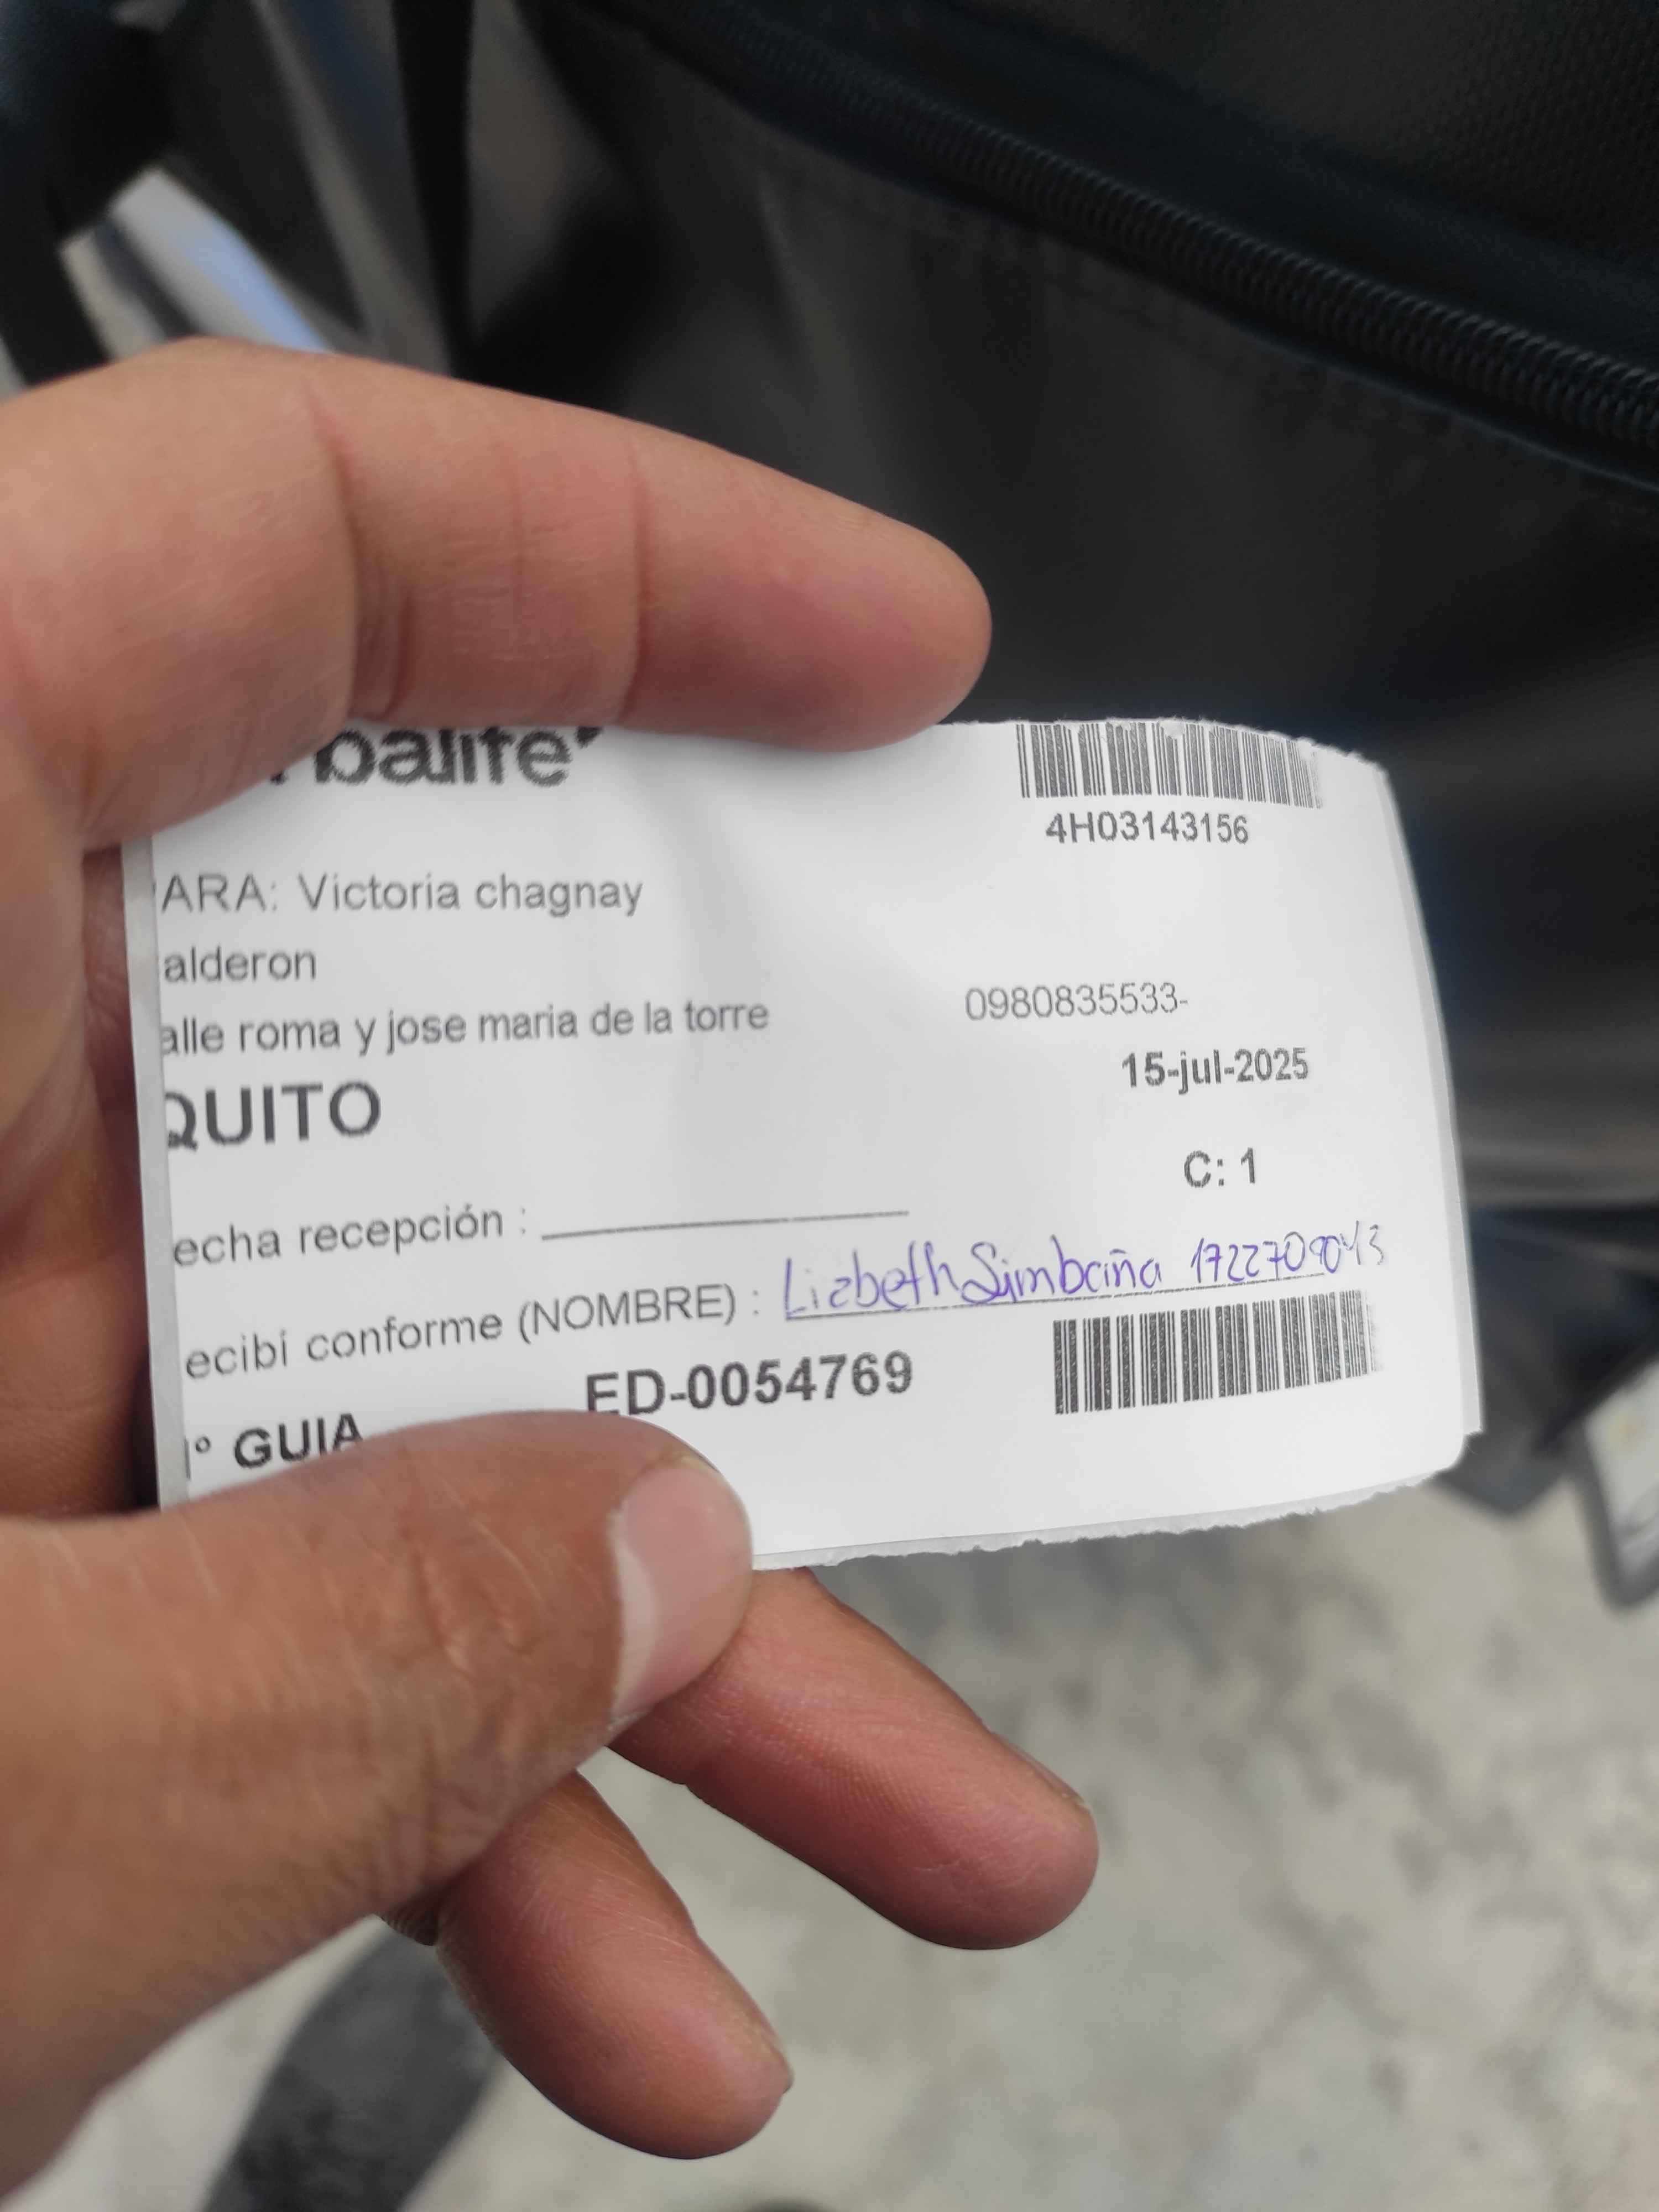 balife
4H03143156
ARA: Victoria chagnay
alderon
alle roma y jose maria de la torre
0980835533-
QUITO
15-jul-2025
C: 1
echa recepción :
ecibí conforme (NOMBRE) : Lizbeth Simbaña
ED-0054769
° GUIA